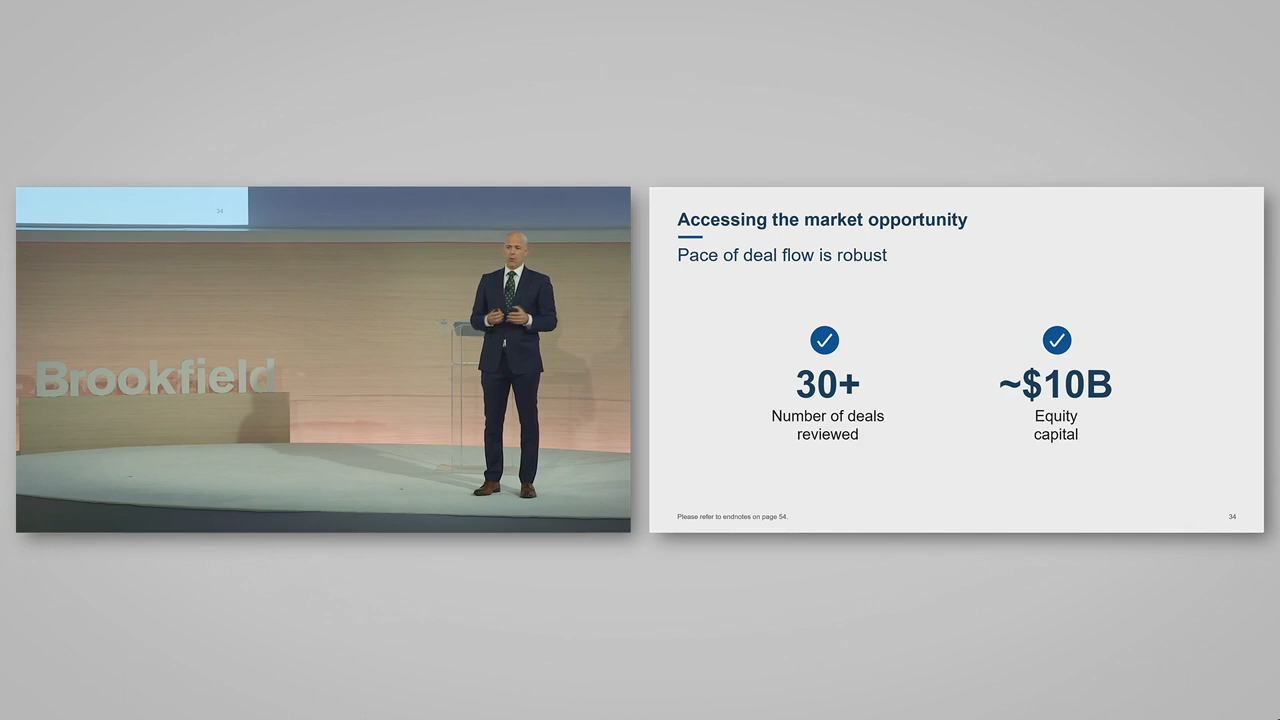 34
Brookfield
Accessing the market opportunity
Pace of deal flow is robust
30+
Number of deals
reviewed
~$10B
Equity
capital
Please refer to endnotes on page 54.
34